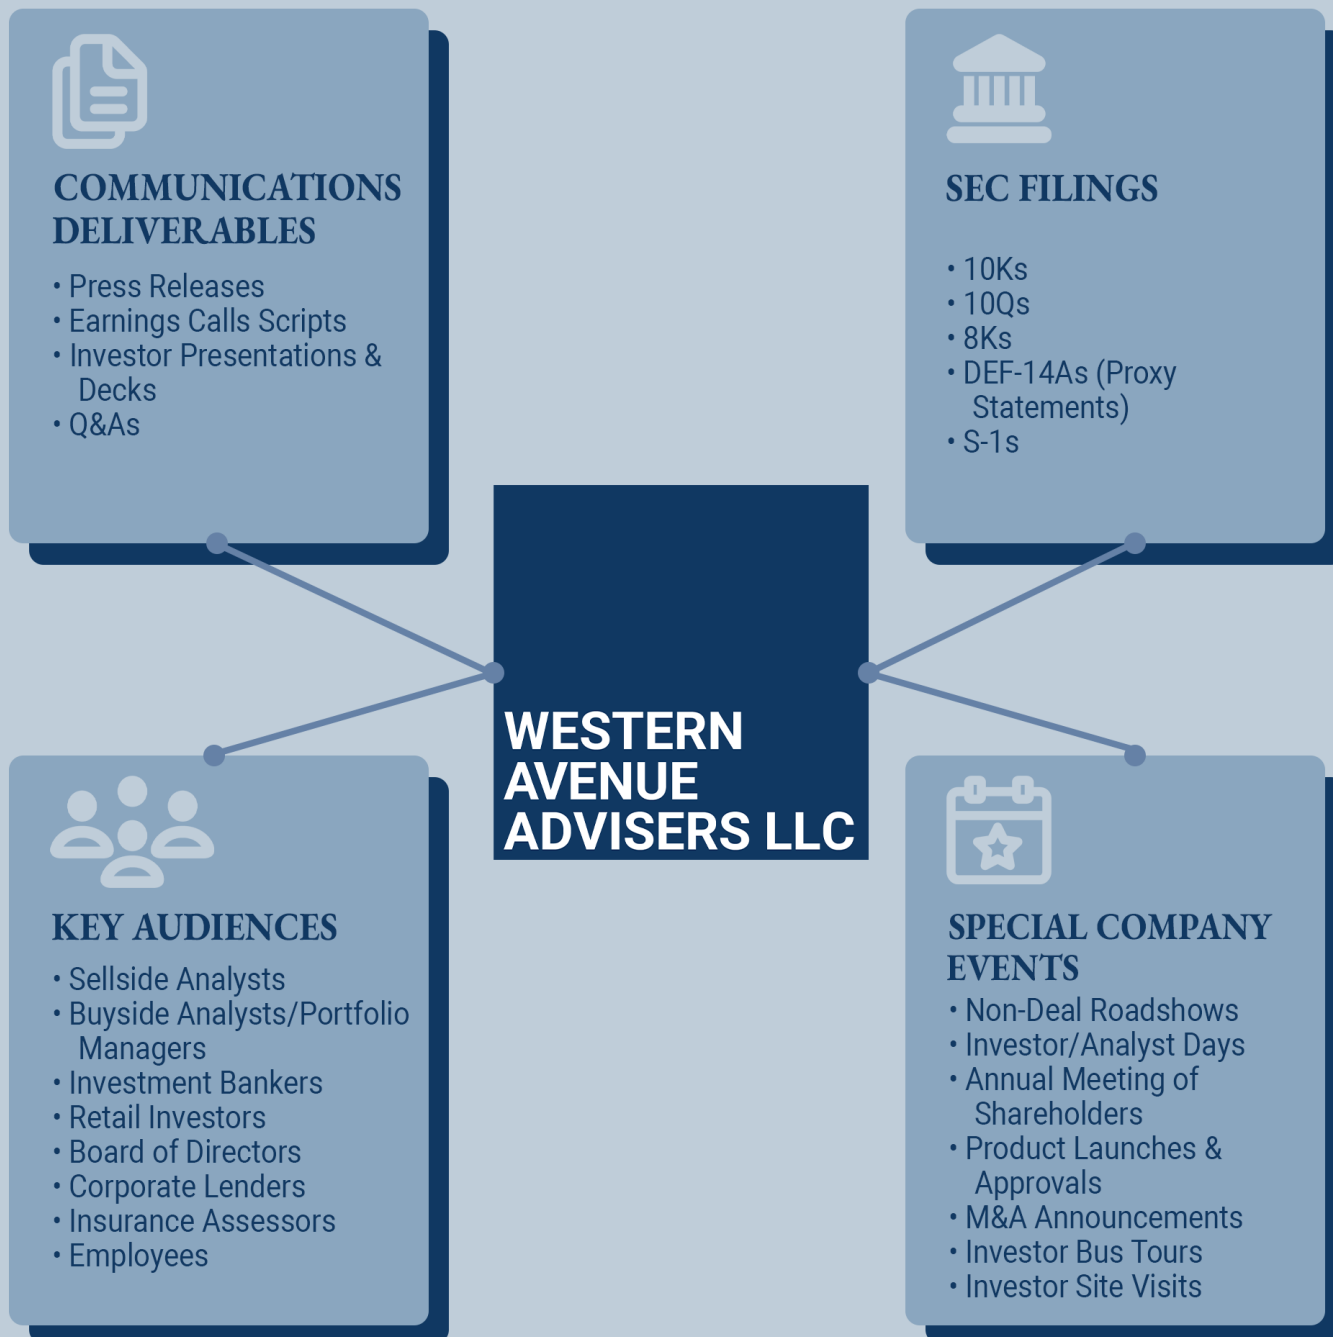 COMMUNICATIONS
DELIVERABLES
• Press Releases
• Earnings Calls Scripts
• Investor Presentations &
Decks
• Q&As
SEC FILINGS
• 10Ks
• 10Qs
• 8Ks
• DEF-14As (Proxy
Statements)
• S-1s
WESTERN
AVENUE
ADVISERS LLC
KEY AUDIENCES
• Sellside Analysts
• Buyside Analysts/Portfolio
Managers
• Investment Bankers
• Retail Investors
• Board of Directors
• Corporate Lenders
• Insurance Assessors
• Employees
SPECIAL COMPANY
EVENTS
• Non-Deal Roadshows
• Investor/Analyst Days
• Annual Meeting of
Shareholders
• Product Launches &
Approvals
• M&A Announcements
• Investor Bus Tours
• Investor Site Visits